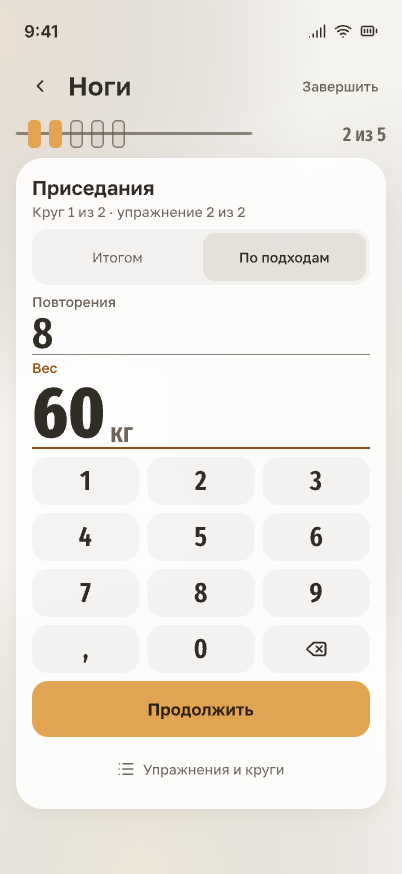 9:41
Ноги
Завершить
2 из 5
Приседания
Круг 1 из 2 · упражнение 2 из 2
Итогом
По подходам
Повторения
8
Вес
60 кг
1 2 3
4 5 6
7 8 9
, 0
Продолжить
Упражнения и круги